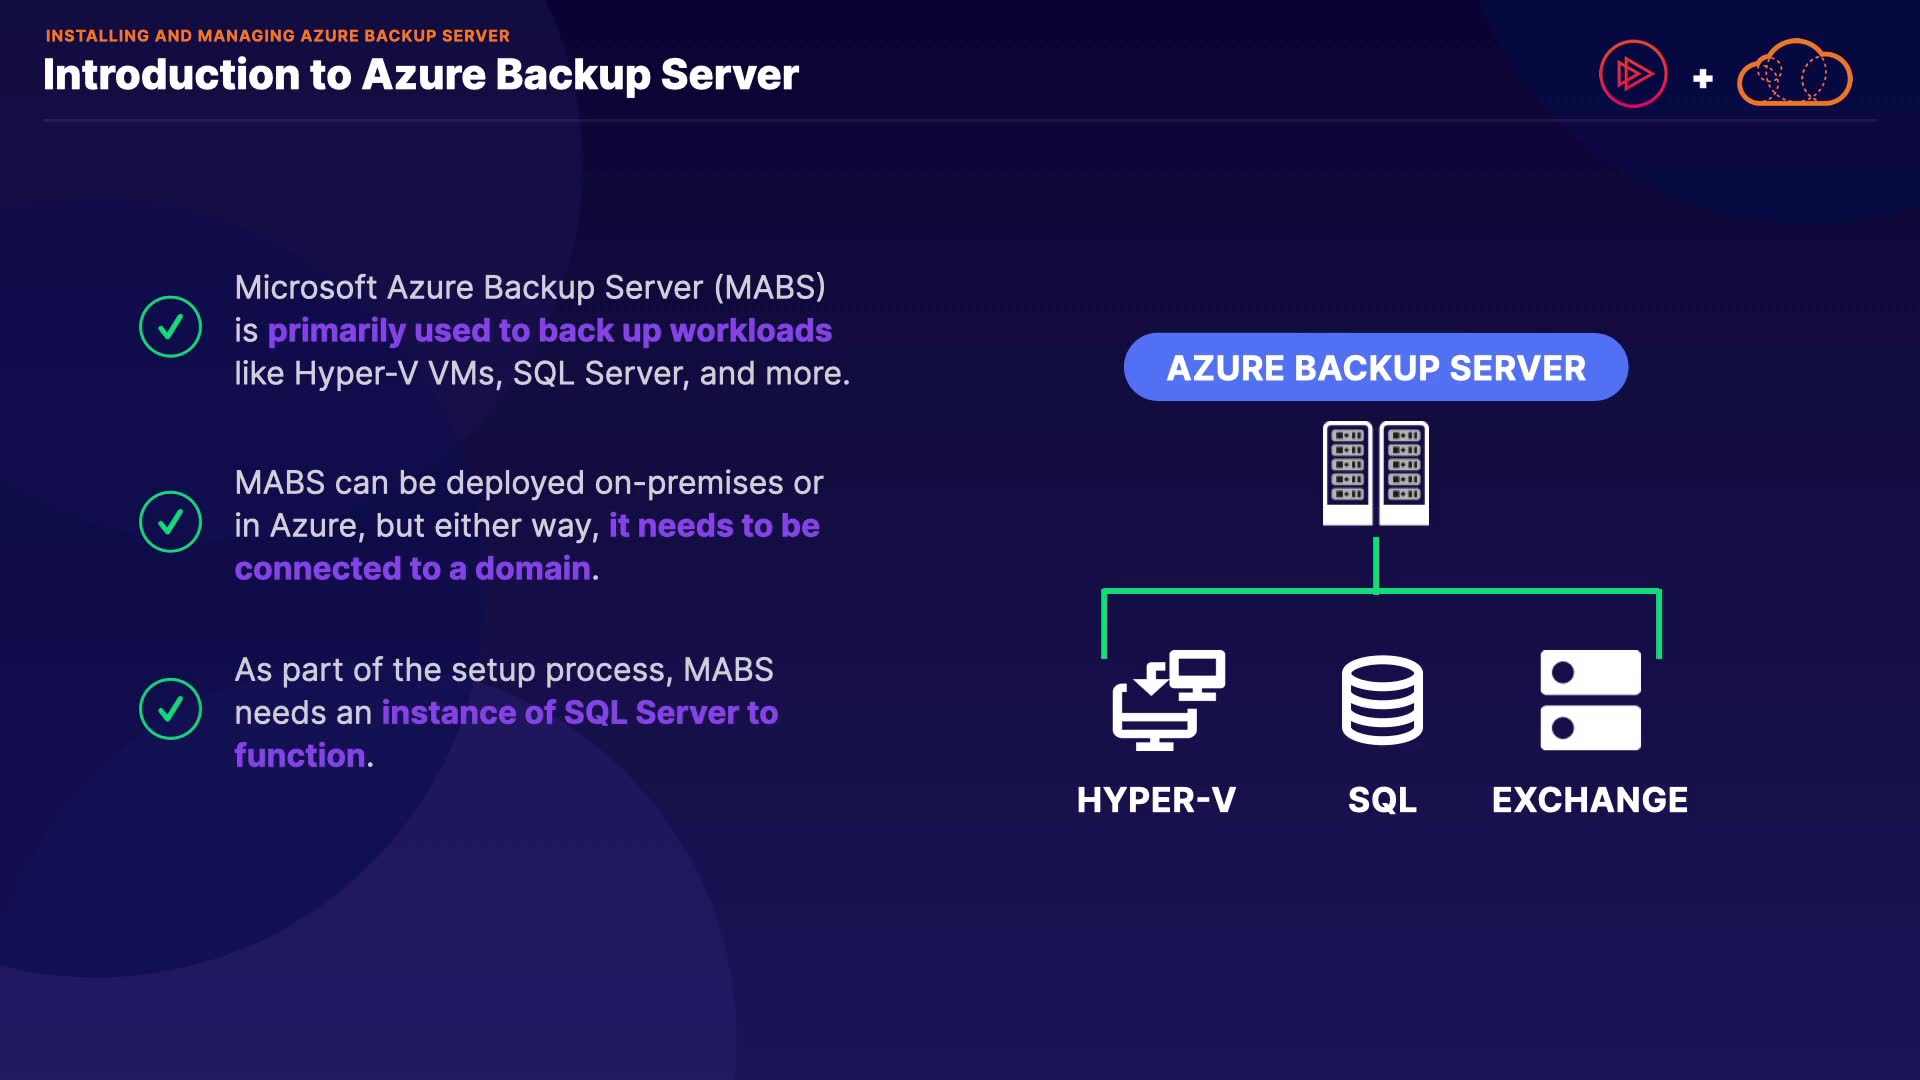 INSTALLING AND MANAGING AZURE BACKUP SERVER
Introduction to Azure Backup Server
+
Microsoft Azure Backup Server (MABS)
is primarily used to back up workloads
like Hyper-V VMs, SQL Server, and more.
MABS can be deployed on-premises or
in Azure, but either way, it needs to be
connected to a domain.
As part of the setup process, MABS
needs an instance of SQL Server to
function.
AZURE BACKUP SERVER
HYPER-V
SQL
EXCHANGE